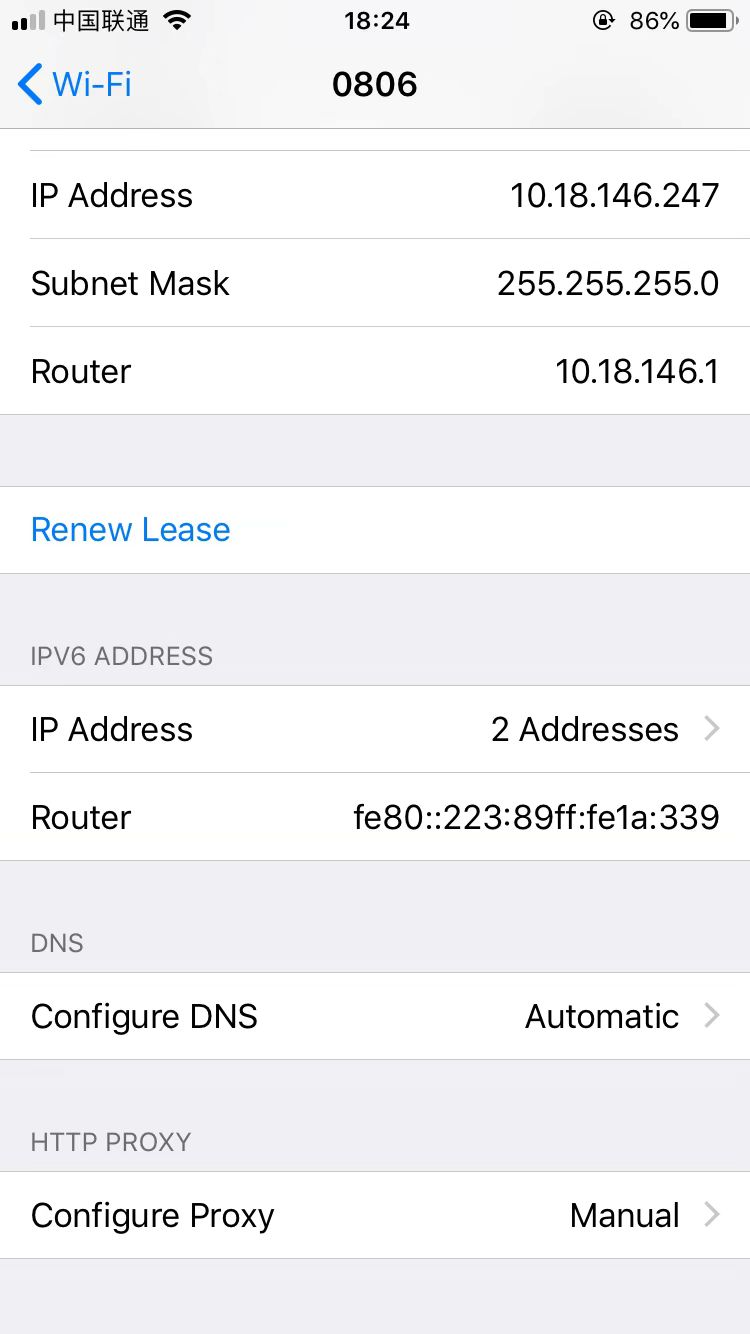 中国联通 18:24 86%
Wi-Fi 0806
IP Address 10.18.146.247
Subnet Mask 255.255.255.0
Router 10.18.146.1
Renew Lease
IPV6 ADDRESS
IP Address 2 Addresses
Router fe80::223:89ff:fe1a:339
DNS
Configure DNS Automatic
HTTP PROXY
Configure Proxy Manual